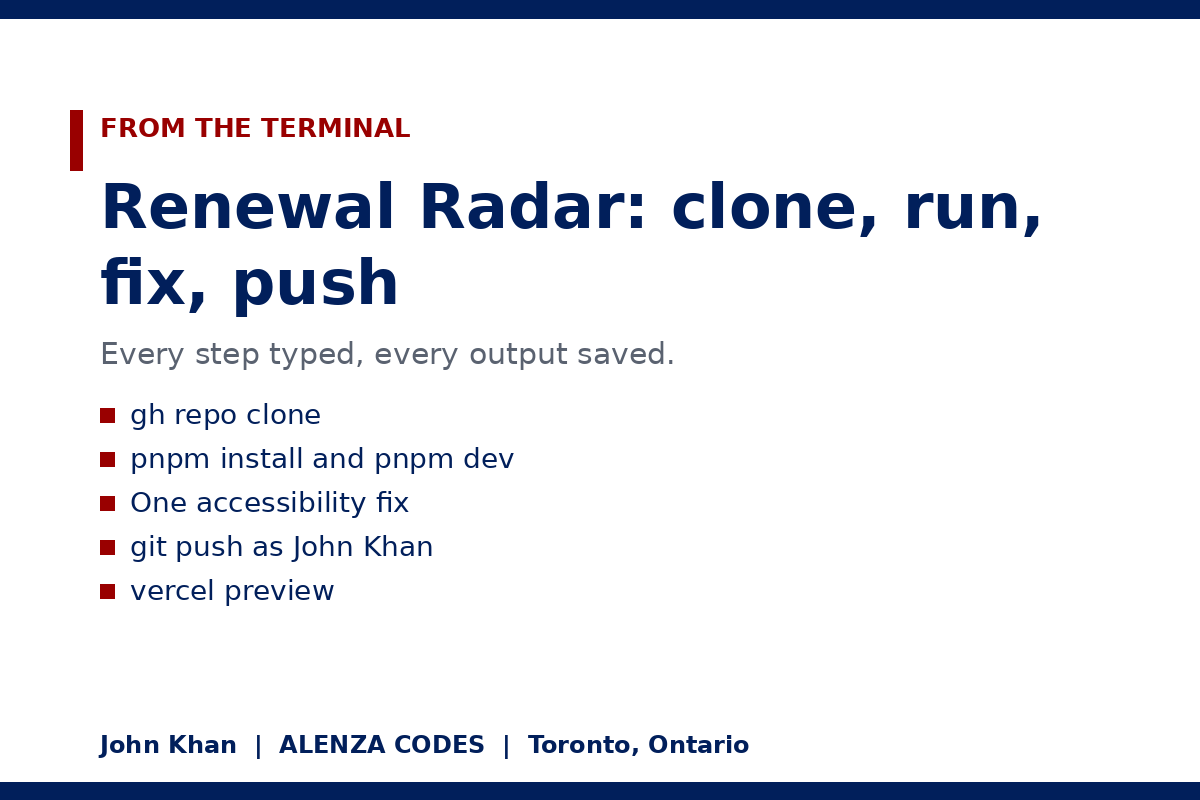 FROM THE TERMINAL
Renewal Radar: clone, run,
fix, push
Every step typed, every output saved.
gh repo clone
pnpm install and pnpm dev
One accessibility fix
git push as John Khan
vercel preview
John Khan | ALENZA CODES | Toronto, Ontario